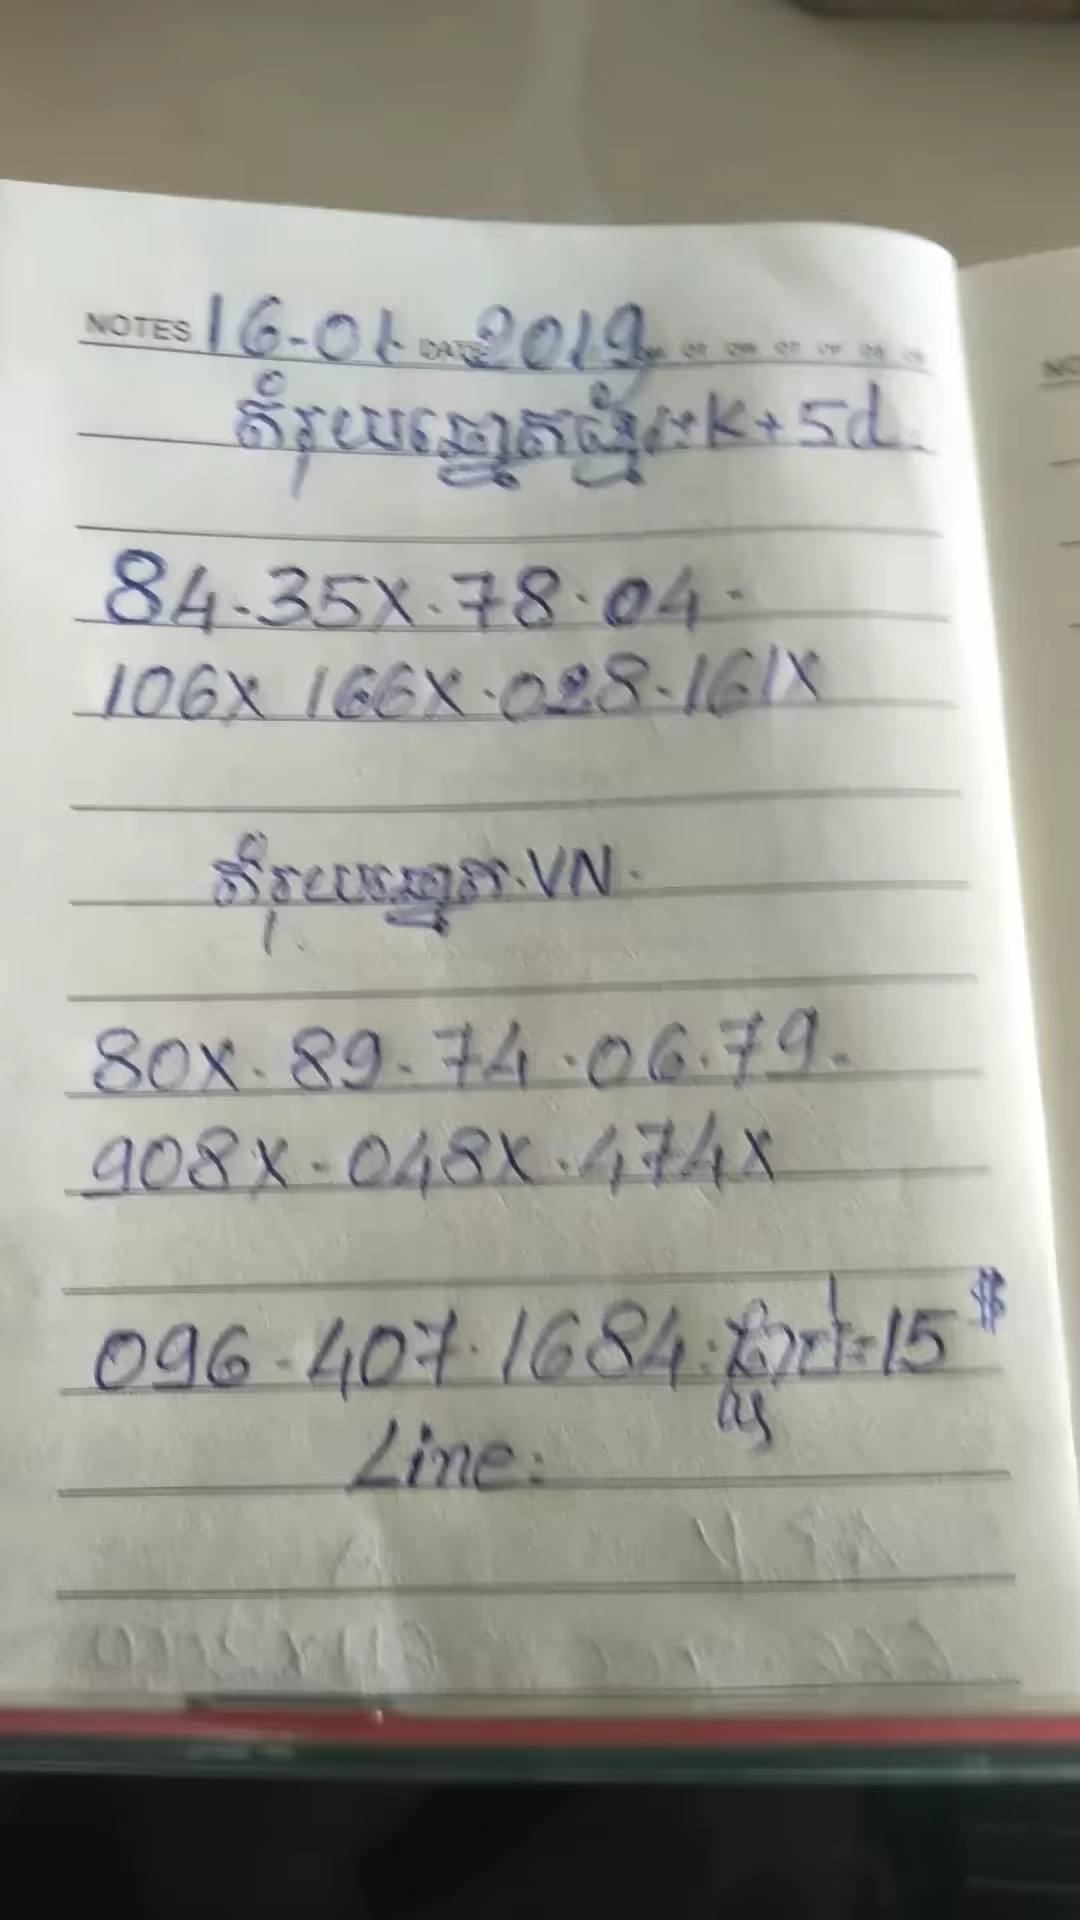 NOTES 16-01- DATE 2019
តំរុយឆ្នោតខ្មែរ+K+5d.
84.35x.78.04.
106x 166x.028.161x
តំរុយឆ្នោត.VN.
80x.89.74.06.79.
908x.048x.474x
096.407.1684. 15$
Line: